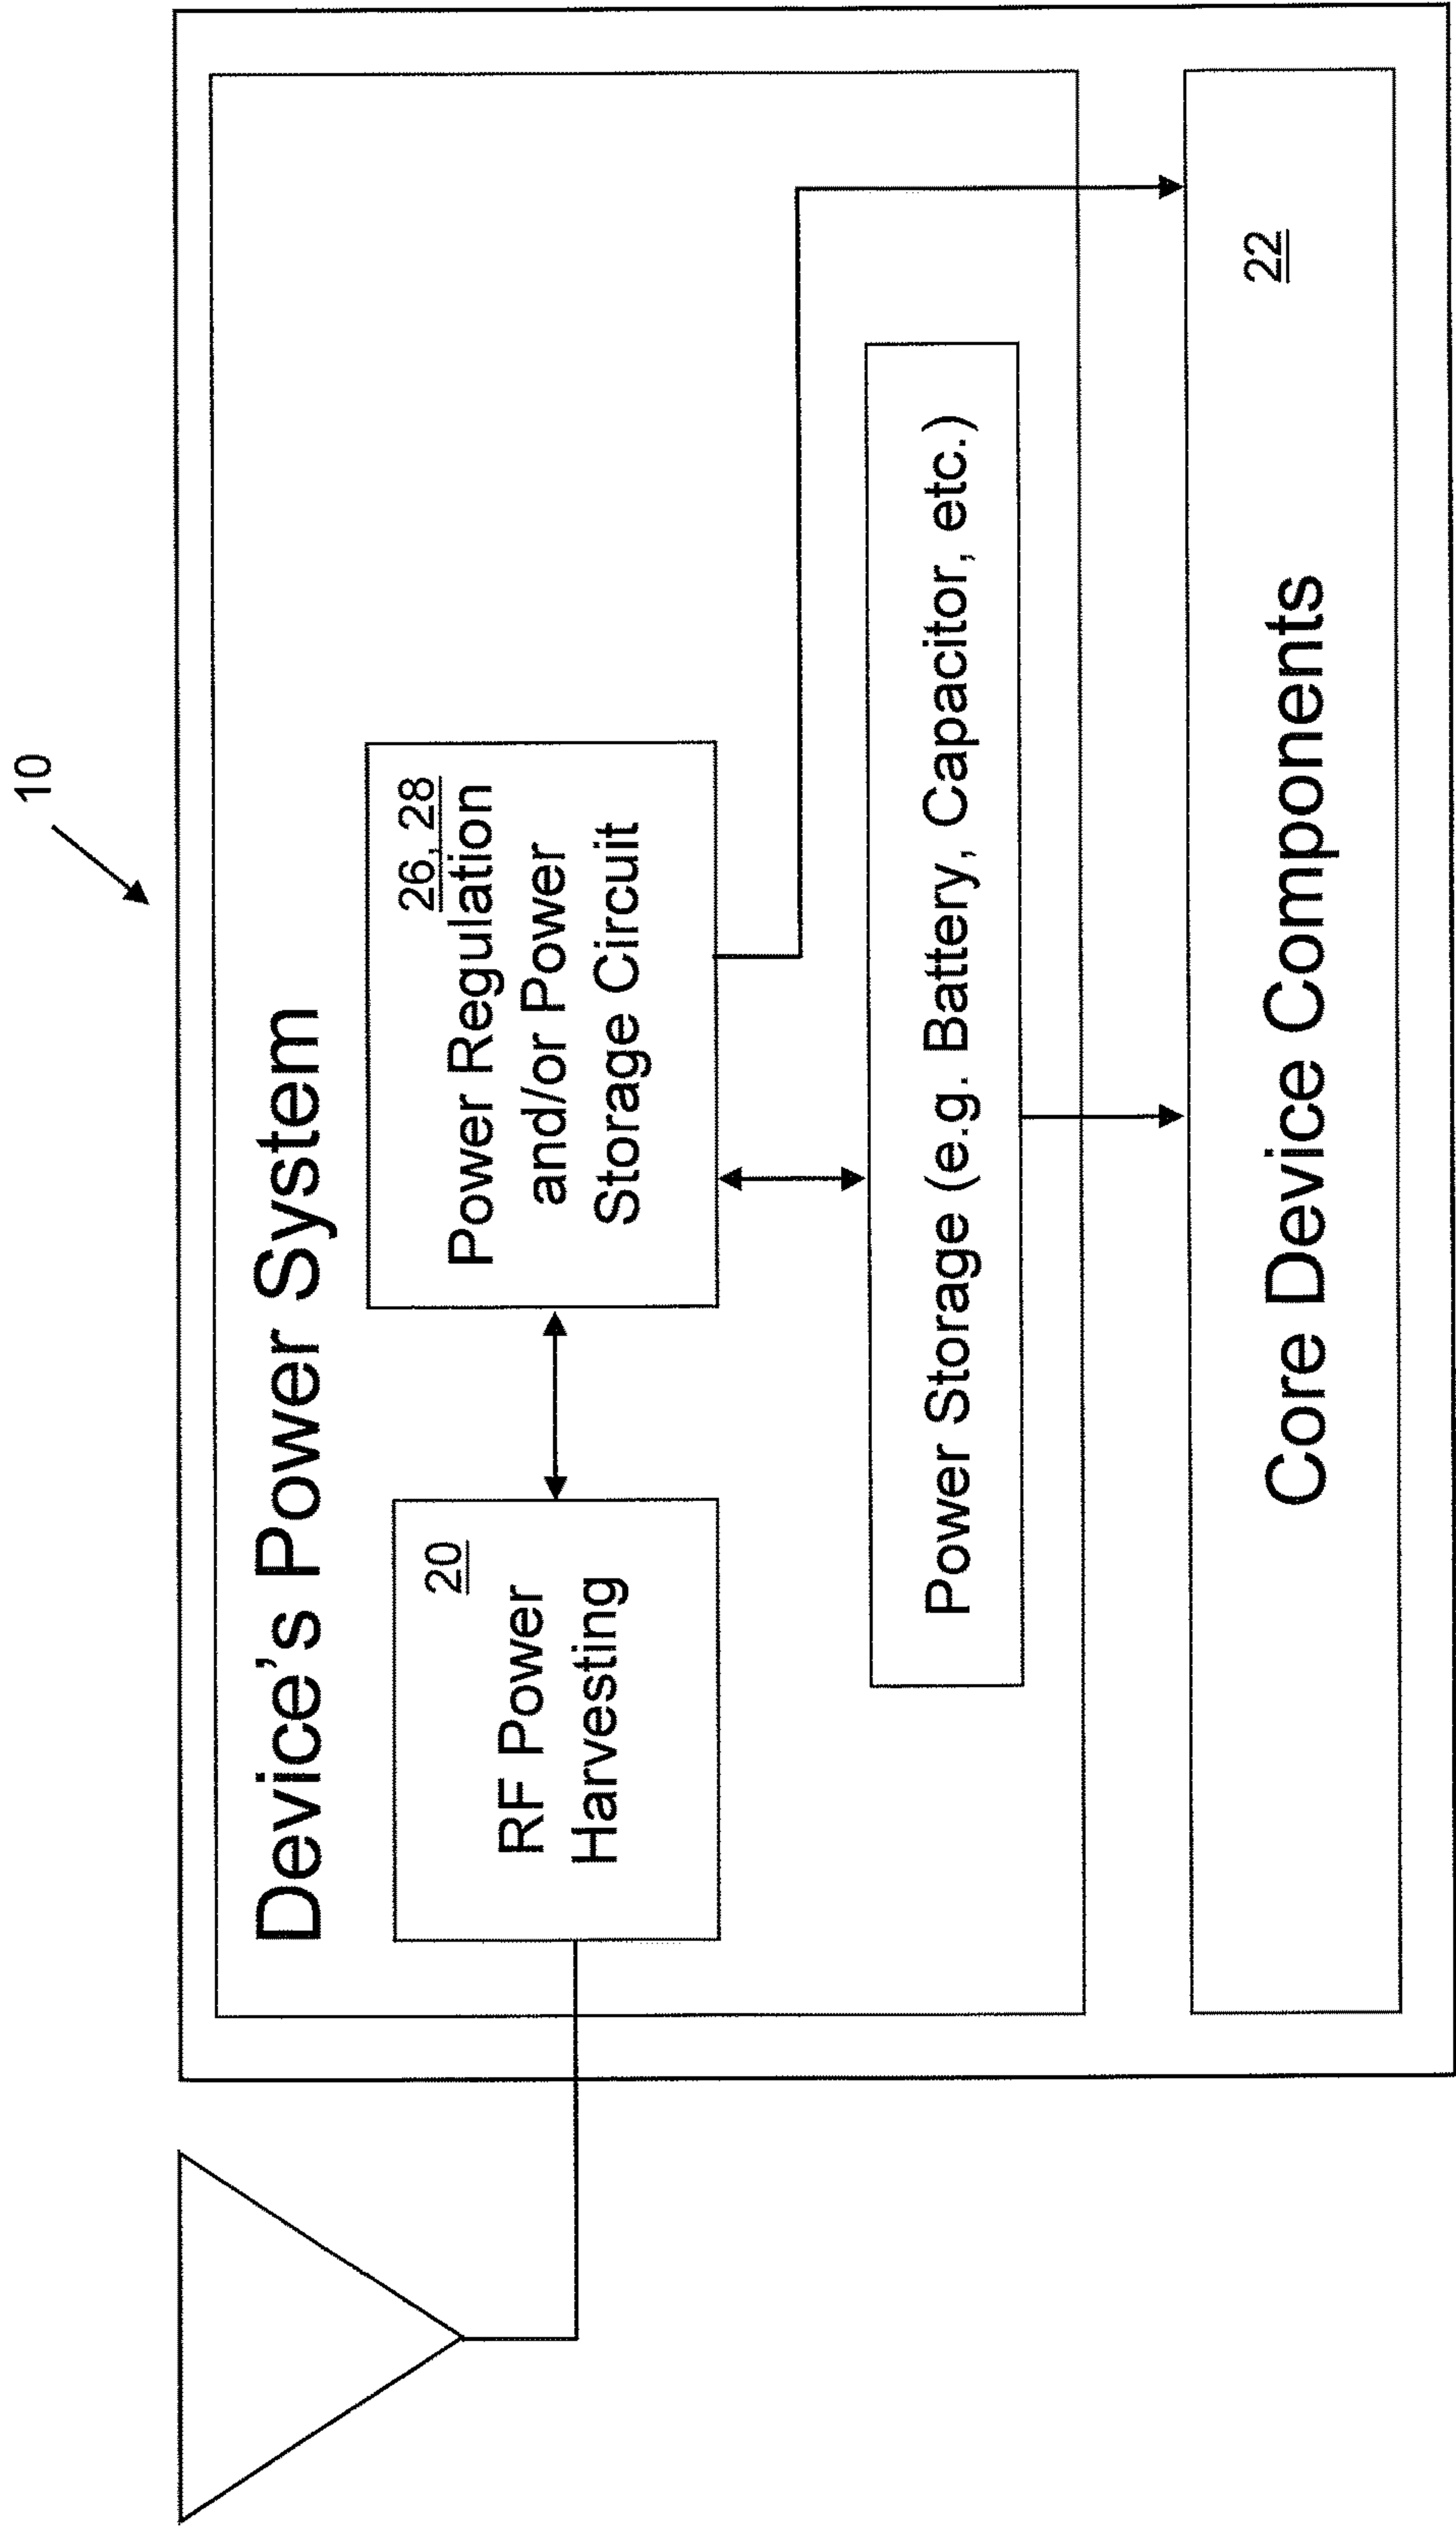 10
Device's Power System
20
RF Power
Harvesting
26, 28
Power Regulation
and/or Power
Storage Circuit
Power Storage (e.g. Battery, Capacitor, etc.)
22
Core Device Components